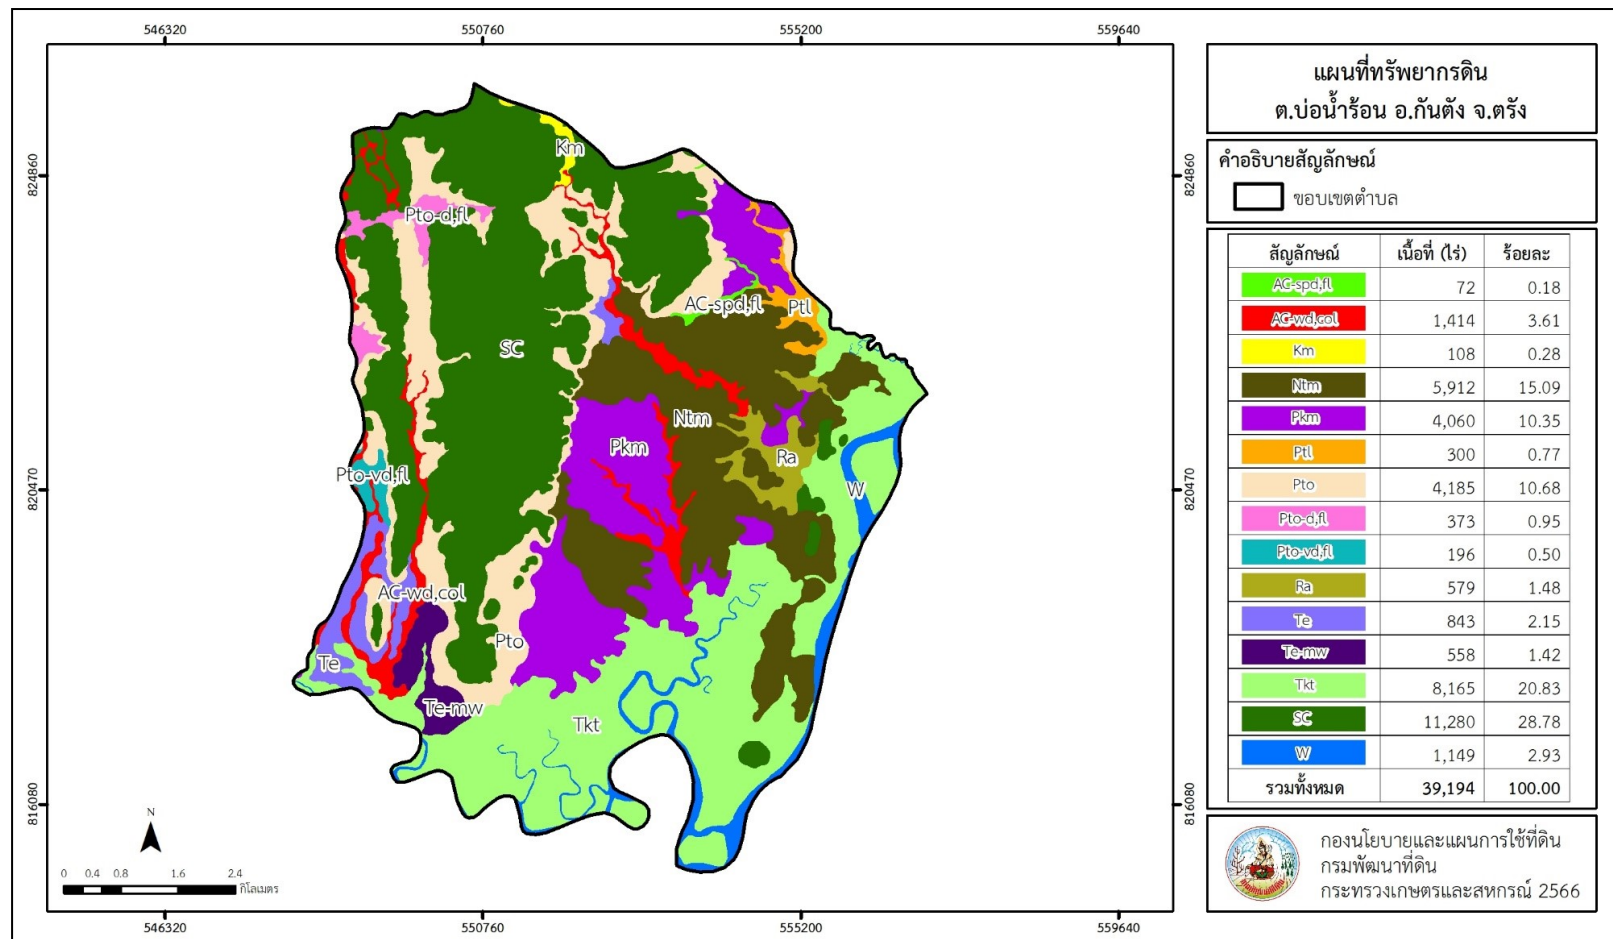 546320 550760 555200 559640
แผนที่ทรัพยากรดิน
ต.บ่อน้ำร้อน อ.กันตัง จ.ตรัง
คำอธิบายสัญลักษณ์
ขอบเขตตำบล
สัญลักษณ์ เนื้อที่ (ไร่) ร้อยละ
AC-spd,fl 72 0.18
AC-wd,col 1,414 3.61
Km 108 0.28
Ntm 5,912 15.09
Pkm 4,060 10.35
Ptl 300 0.77
Pto 4,185 10.68
Pto-d,fl 373 0.95
Pto-vd,fl 196 0.50
Ra 579 1.48
Te 843 2.15
Te-mw 558 1.42
Tkt 8,165 20.83
SC 11,280 28.78
W 1,149 2.93
รวมทั้งหมด 39,194 100.00
กองนโยบายและแผนการใช้ที่ดิน
กรมพัฒนาที่ดิน
กระทรวงเกษตรและสหกรณ์ 2566
Km
824860 824860
Pto-d,fl
AC-spd,fl Ptl
SC
Ntm
Pkm
Ra
Pto-vd,fl
W
820470 820470
AC-wd,col
Pto
Te
Te-mw
Tkt
816080 816080
N
0 0.4 0.8 1.6 2.4
กิโลเมตร
546320 550760 555200 559640